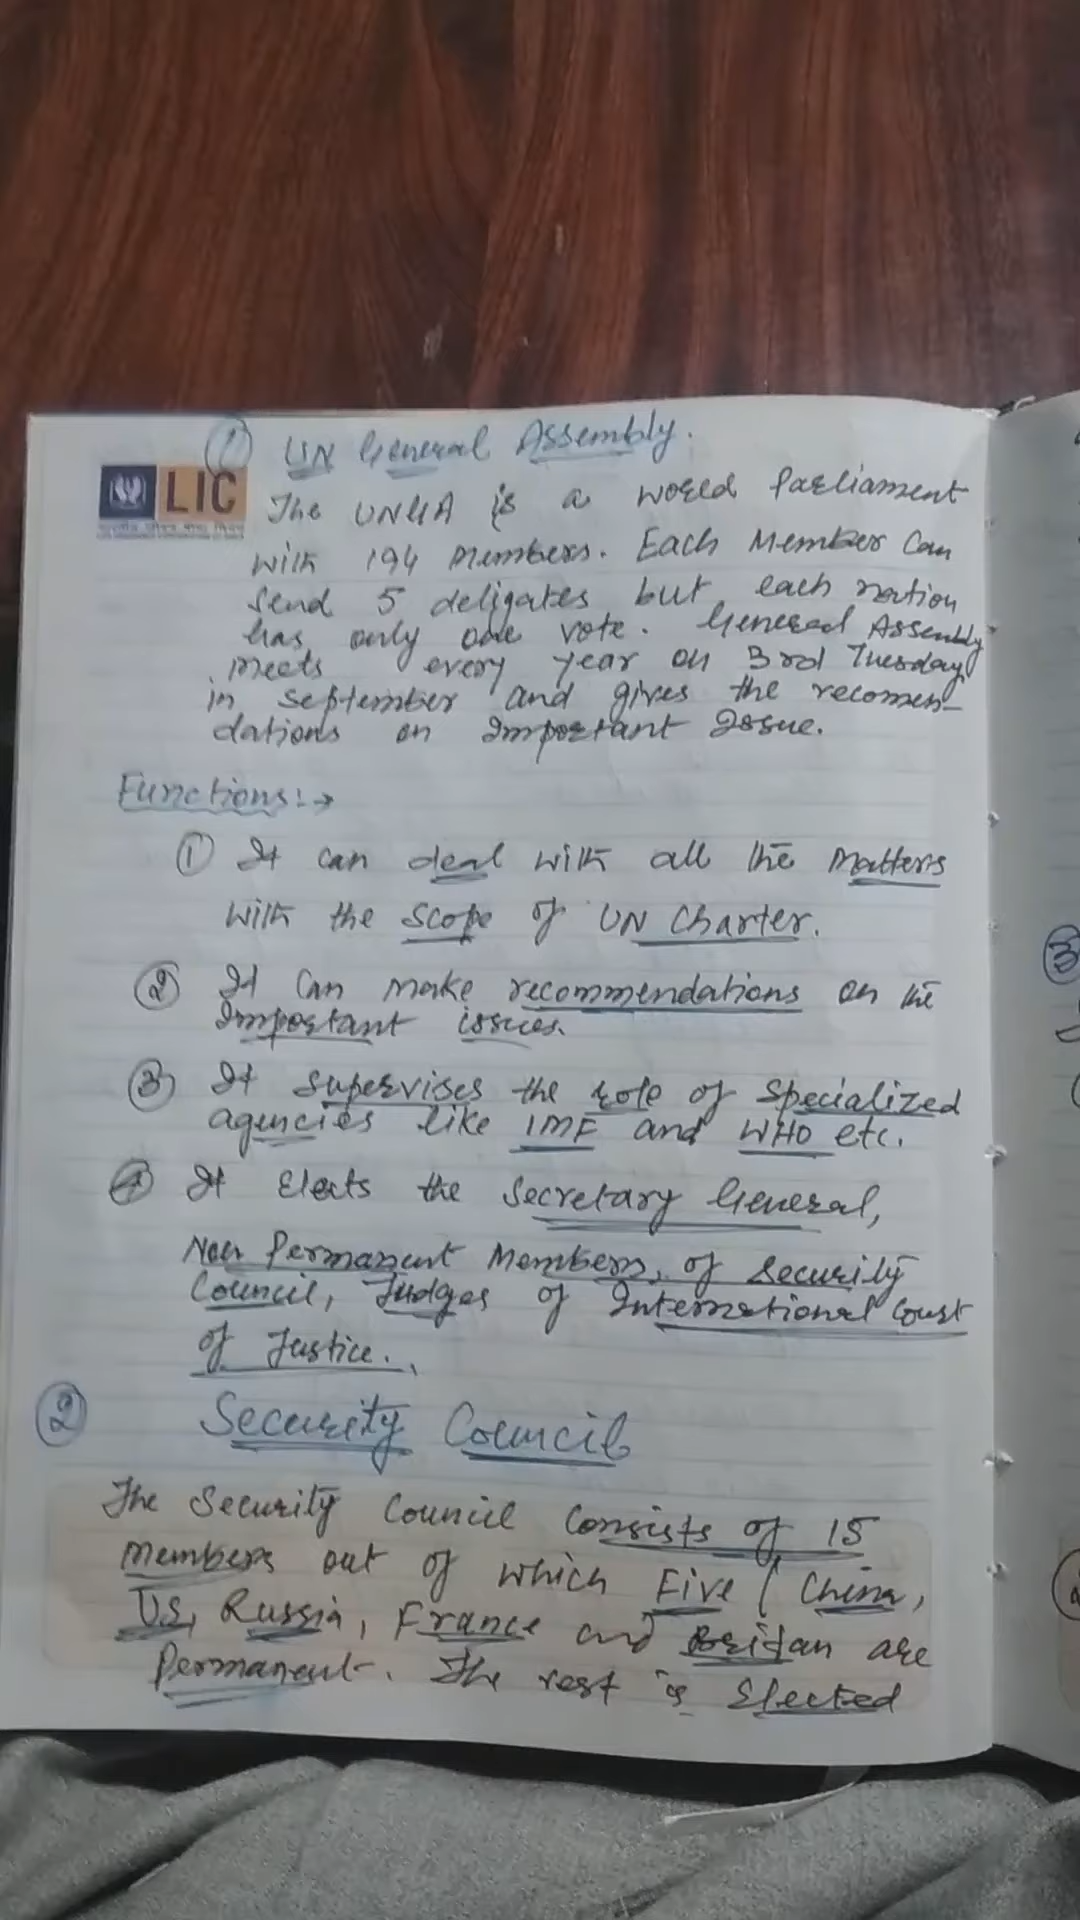 ① UN General Assembly.
LIC
The UNGA is a world Parliament
with 194 members. Each Member can
send 5 deligates but each nation
has only one vote. General Assembly
meets every year on 3rd Tuesday
in September and gives the recomen-
dations on Important Issue.
Functions:→
① It can deal with all the matters
with the scope of UN Charter.
② It can make recommendations on the
Important issues.
③ It supervises the role of Specialized
agencies like IMF and WHO etc.
④ It Elects the Secretary General,
Non Permanent Members, of Security
Council, Judges of International Court
of Justice.
② Security Council
The Security Council Consists of 15
members out of which Five ( China,
US, Russia, France and Britan are
Permanent. The rest is Elected
③